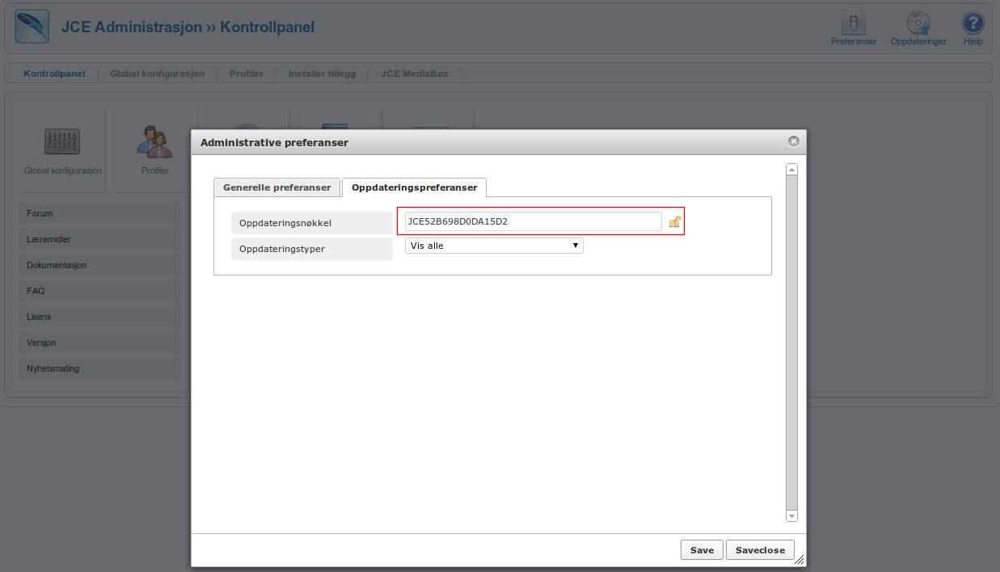 JCE Administrasjon ›› Kontrollpanel
Preferanser Oppdateringer Hjelp
Kontrollpanel Global konfigurasjon Profiler Installer tillegg JCE MediaBox
Global konfigurasjon Profiler
Forum
Læremidler
Dokumentasjon
FAQ
Lisens
Versjon
Nyhetsmating
Administrative preferanser
Generelle preferanser Oppdateringspreferanser
Oppdateringsnøkkel JCE52B698D0DA15D2
Oppdateringstyper Vis alle
Save Saveclose